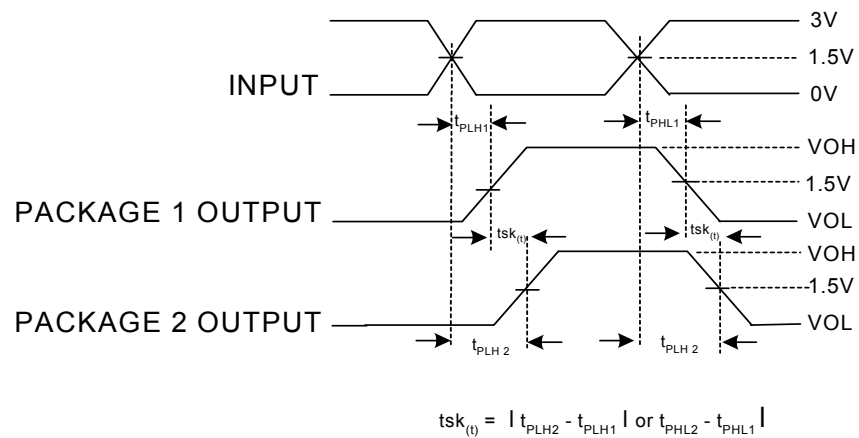 3V
1.5V
INPUT
0V
tPLH1
tPHL1
VOH
1.5V
PACKAGE 1 OUTPUT
VOL
tsk(t)
tsk(t)
VOH
1.5V
PACKAGE 2 OUTPUT
VOL
tPLH 2
tPLH 2
tsk(t) = | tPLH2 - tPLH1 | or tPHL2 - tPHL1 |